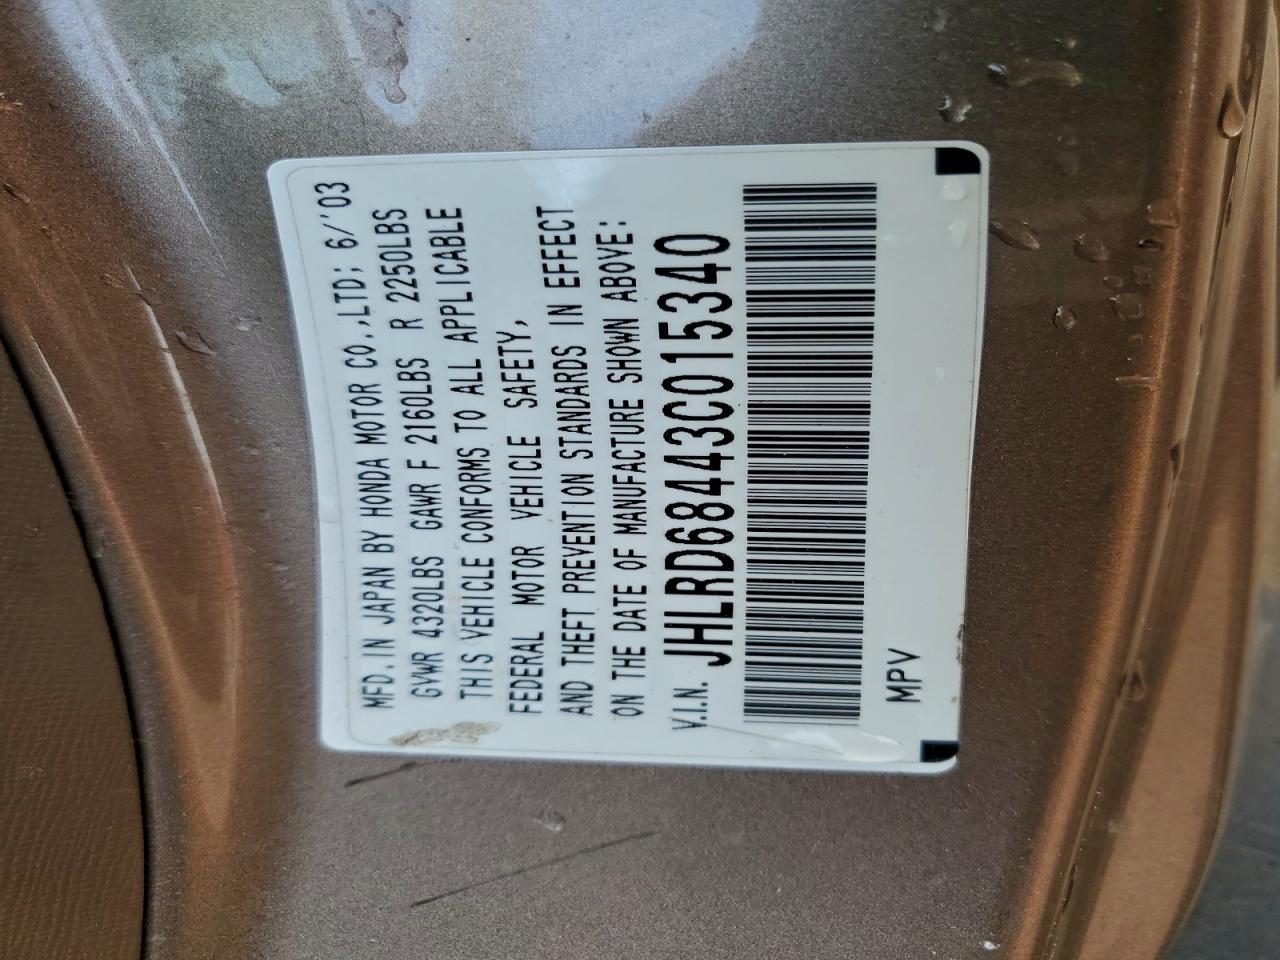 MFD. IN JAPAN BY HONDA MOTOR CO.,LTD; 6/'03
GVWR 4320LBS GAWR F 2160LBS R 2250LBS
THIS VEHICLE CONFORMS TO ALL APPLICABLE
FEDERAL MOTOR VEHICLE SAFETY,
AND THEFT PREVENTION STANDARDS IN EFFECT
ON THE DATE OF MANUFACTURE SHOWN ABOVE:
V.I.N. JHLRD68443C015340
MPV